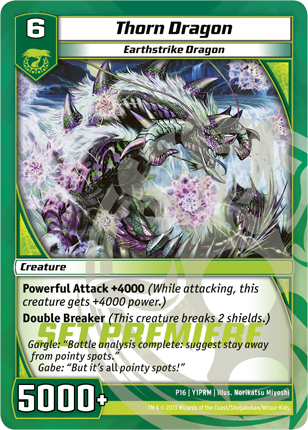 6
Thorn Dragon
Earthstrike Dragon
Creature
Powerful Attack +4000 (While attacking, this
creature gets +4000 power.)
Double Breaker (This creature breaks 2 shields.)
SET PREMIERE
Gargle: "Battle analysis complete: suggest stay away
from pointy spots."
Gabe: "But it's all pointy spots!"
5000+
P16 | Y1PRM | Illus. Norikatsu Miyoshi
TM & © 2013 Wizards of the Coast/Shogakukan/Mitsui-Kids.